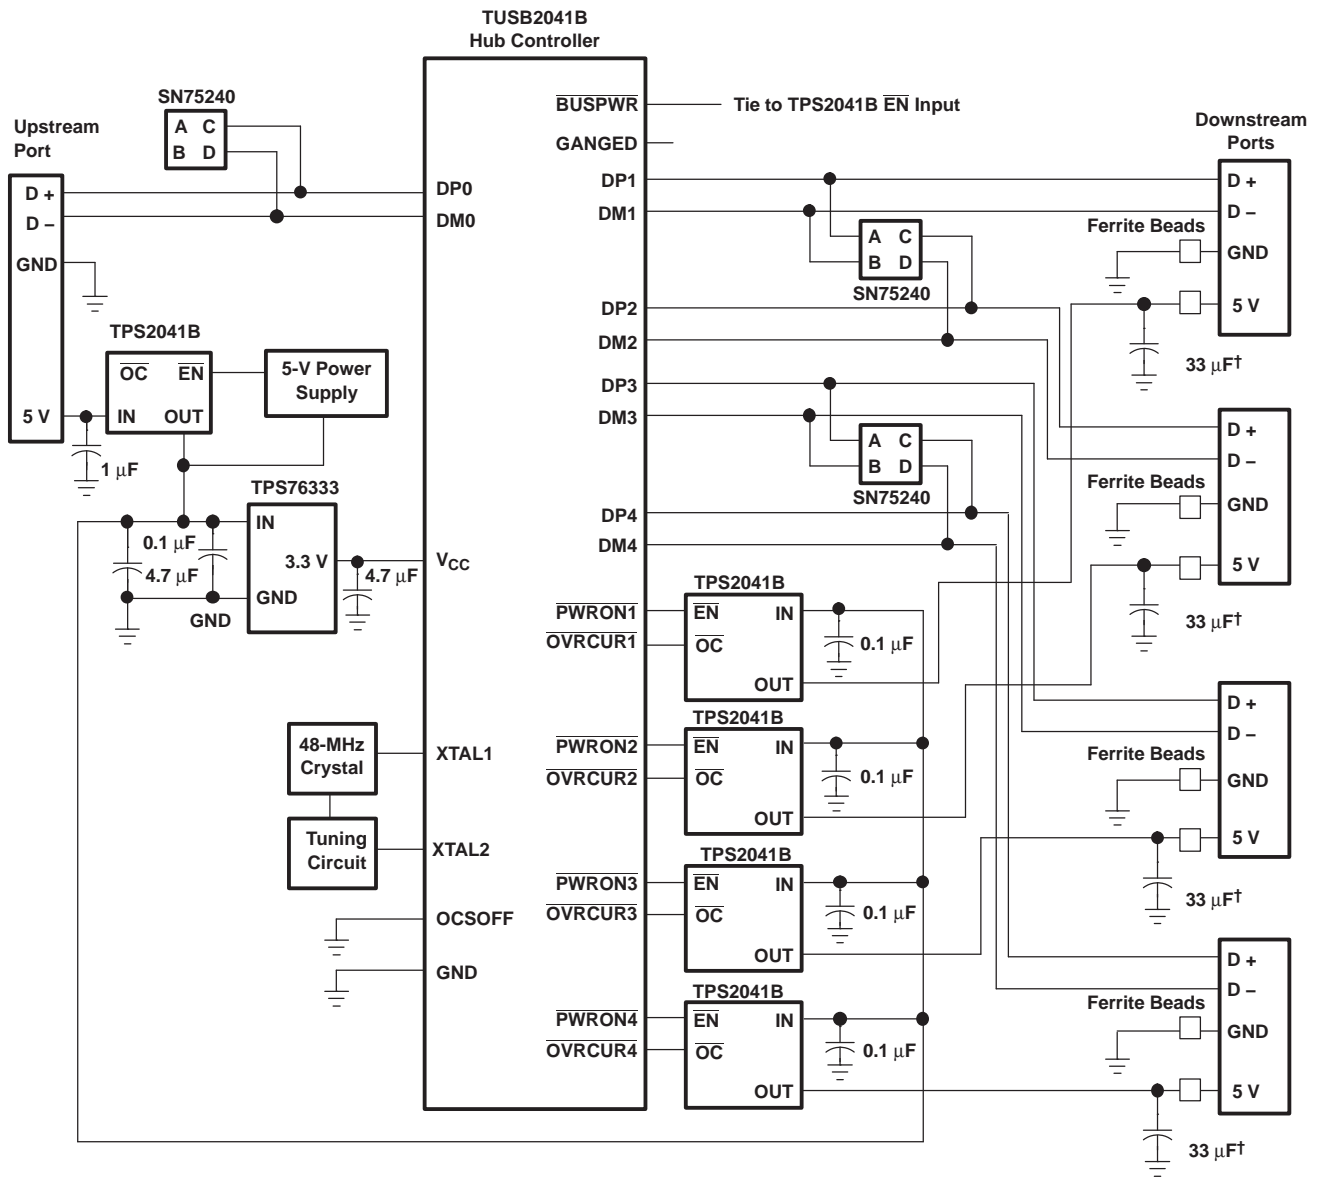 TUSB2041B
Hub Controller
SN75240
A C
B D
Upstream
Port
D +
D –
GND
5 V
TPS2041B
OC EN
IN OUT
5-V Power
Supply
1 μF
TPS76333
IN
3.3 V
GND
0.1 μF
4.7 μF
GND
4.7 μF
48-MHz
Crystal
Tuning
Circuit
DP0
DM0
VCC
XTAL1
XTAL2
OCSOFF
GND
BUSPWR
Tie to TPS2041B EN Input
GANGED
DP1
DM1
A C
B D
SN75240
DP2
DM2
DP3
DM3
A C
B D
SN75240
DP4
DM4
PWRON1
OVRCUR1
TPS2041B
EN IN
OC
OUT
0.1 μF
PWRON2
OVRCUR2
TPS2041B
EN IN
OC
OUT
0.1 μF
PWRON3
OVRCUR3
TPS2041B
EN IN
OC
OUT
0.1 μF
PWRON4
OVRCUR4
TPS2041B
EN IN
OC
OUT
0.1 μF
Downstream
Ports
D +
D –
Ferrite Beads
GND
5 V
33 μF†
D +
D –
Ferrite Beads
GND
5 V
33 μF†
D +
D –
Ferrite Beads
GND
5 V
33 μF†
D +
D –
Ferrite Beads
GND
5 V
33 μF†